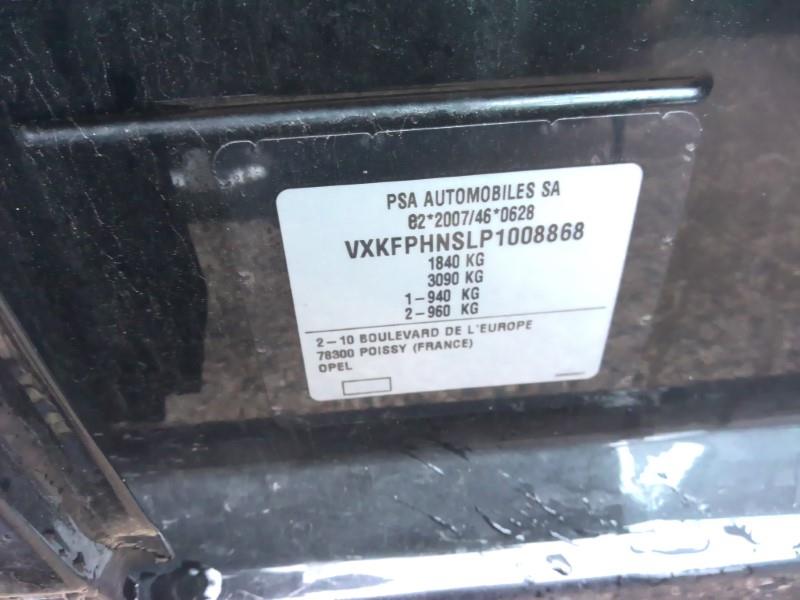 PSA AUTOMOBILES SA
e2*2007/46*0628
VXKFPHNSLP1008868
1840 KG
3090 KG
1-940 KG
2-960 KG
2-10 BOULEVARD DE L'EUROPE
78300 POISSY (FRANCE)
OPEL